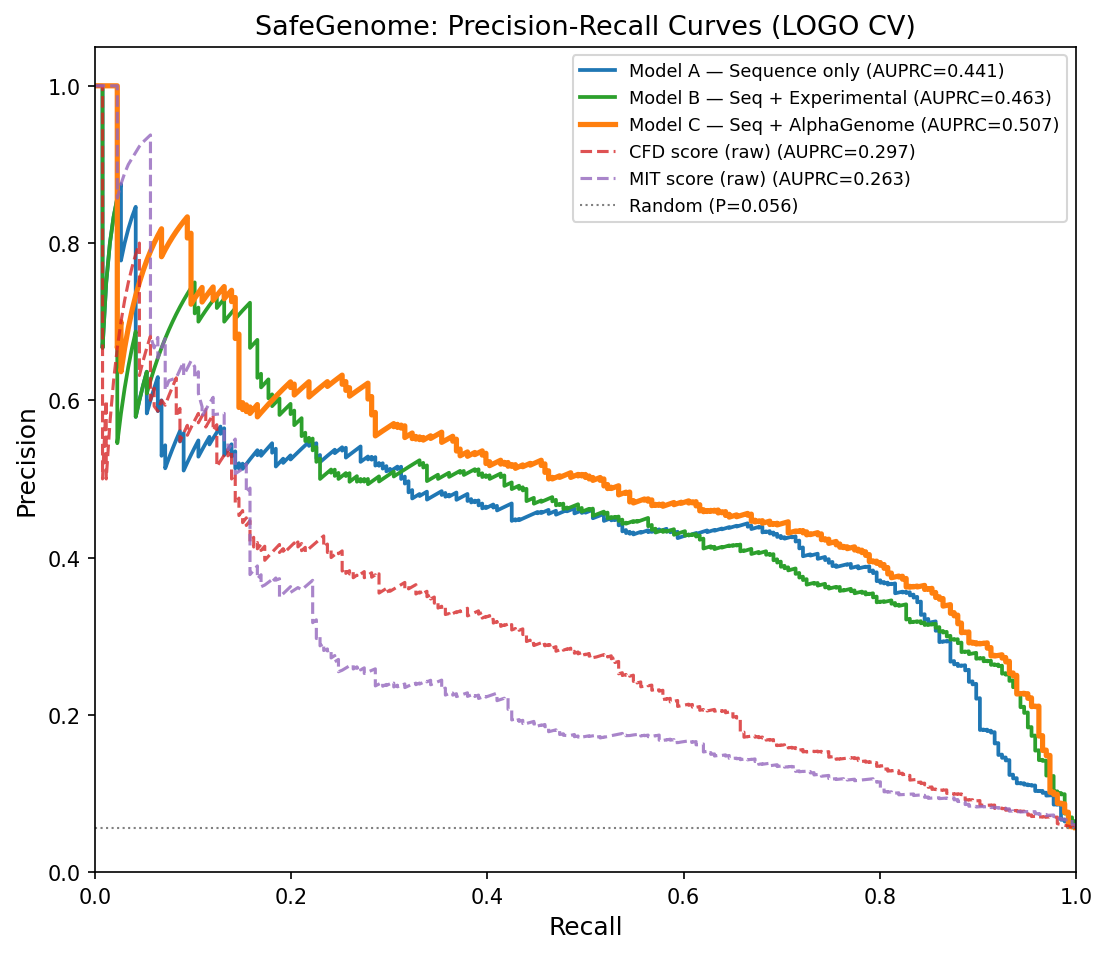 SafeGenome: Precision-Recall Curves (LOGO CV)
Model A — Sequence only (AUPRC=0.441)
Model B — Seq + Experimental (AUPRC=0.463)
Model C — Seq + AlphaGenome (AUPRC=0.507)
CFD score (raw) (AUPRC=0.297)
MIT score (raw) (AUPRC=0.263)
Random (P=0.056)
Precision
1.0
0.8
0.6
0.4
0.2
0.0
0.0 0.2 0.4 0.6 0.8 1.0
Recall